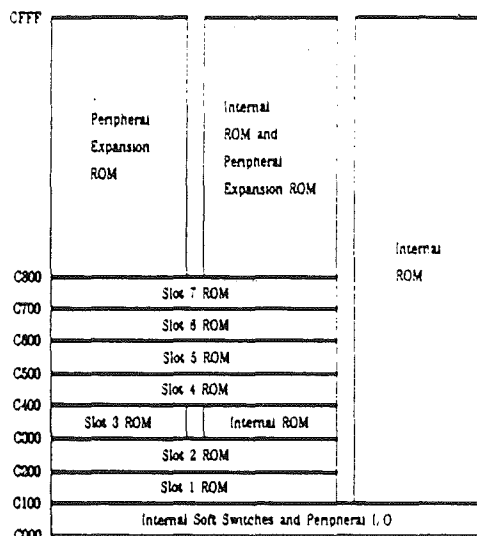 CFFF
Peripheral
Expansion
ROM
Internal
ROM and
Peripheral
Expansion ROM
Internal
ROM
C800
Slot 7 ROM
C700
Slot 6 ROM
C600
Slot 5 ROM
C500
Slot 4 ROM
C400
Slot 3 ROM
Internal ROM
C300
Slot 2 ROM
C200
Slot 1 ROM
C100
Internal Soft Switches and Peripheral I/O
C000